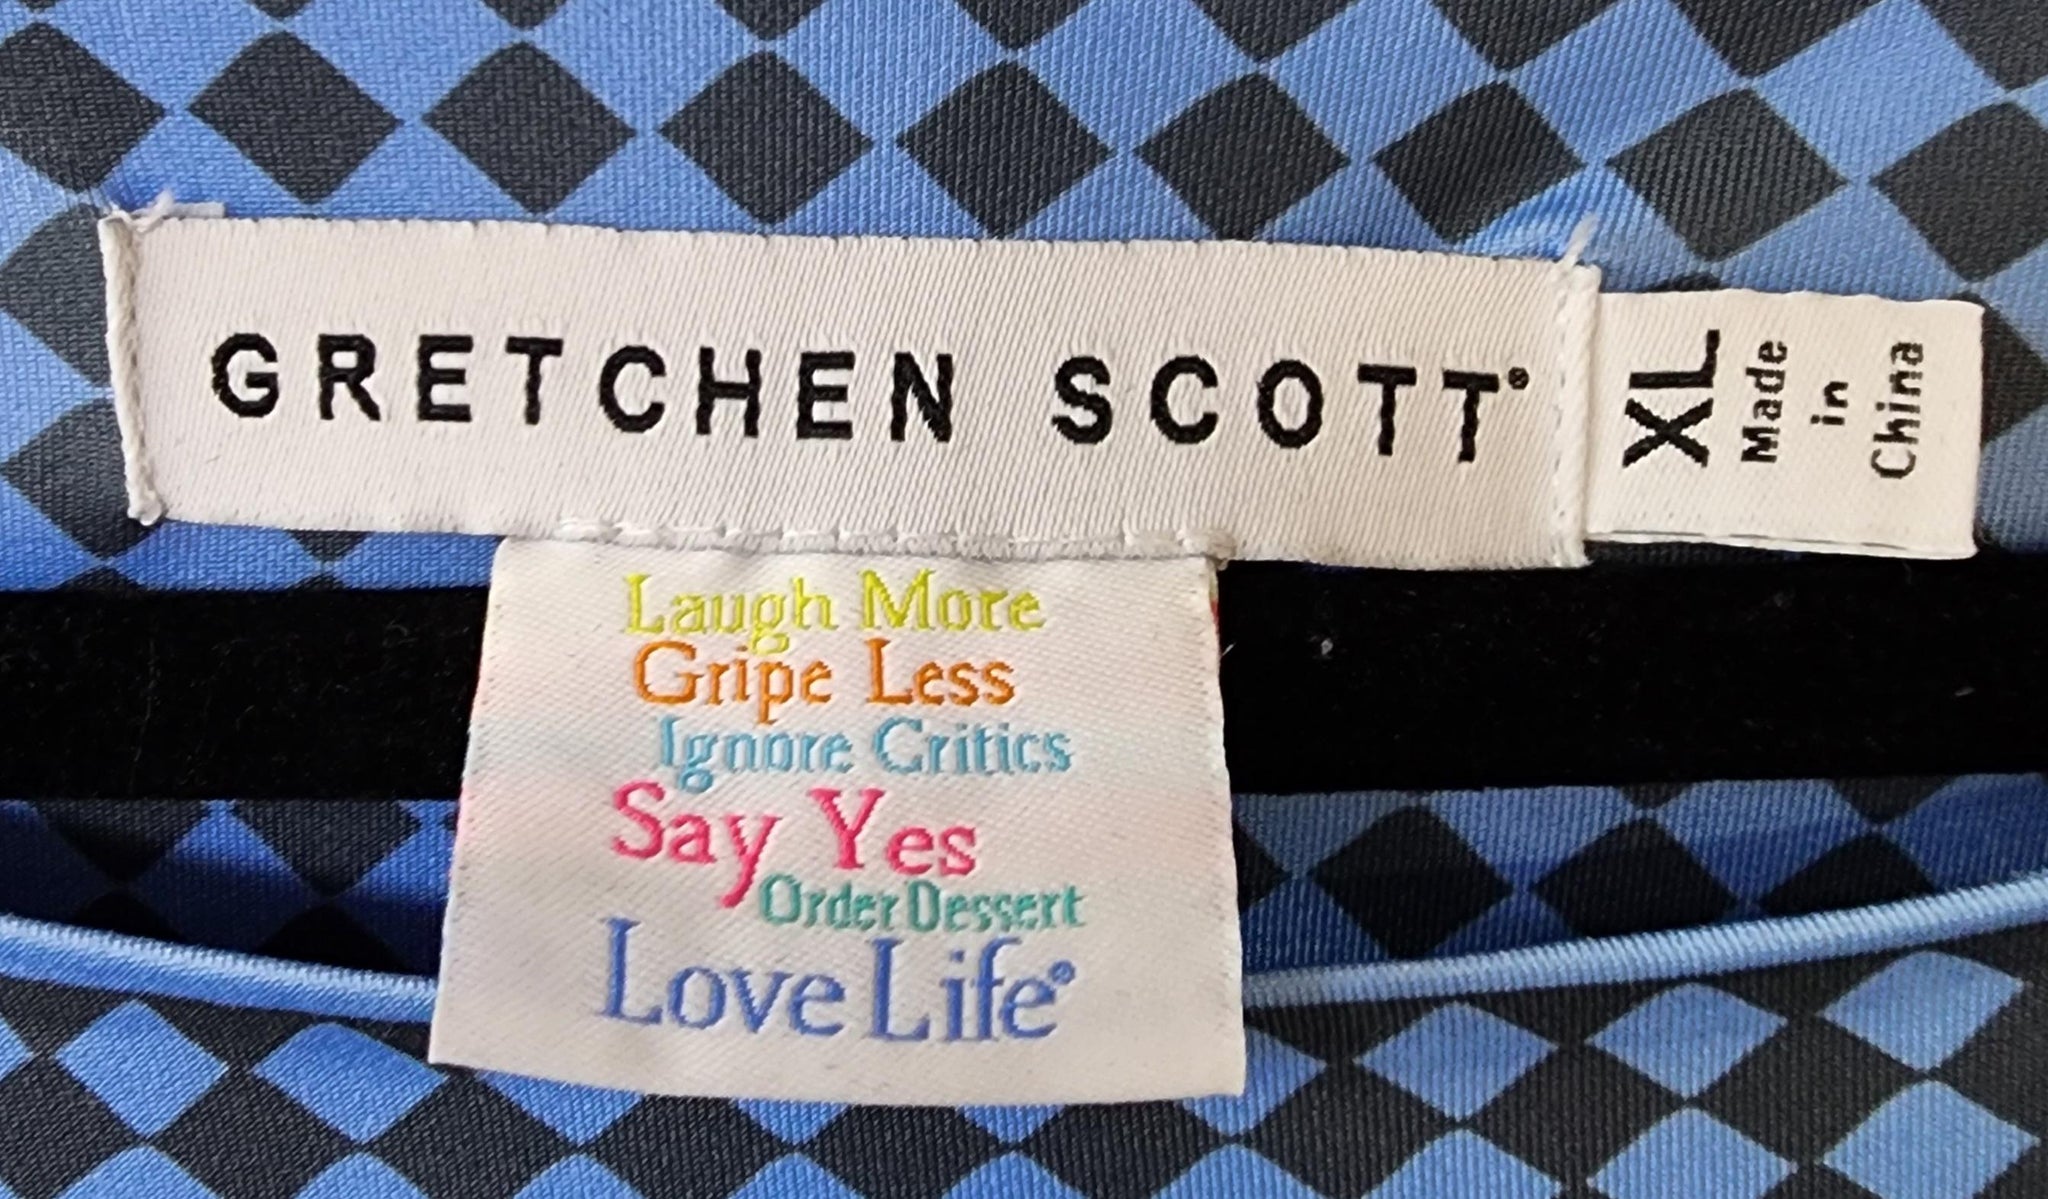 GRETCHEN SCOTT®
XL
Made
in
China
Laugh More
Gripe Less
Ignore Critics
Say Yes
Order Dessert
Love Life®